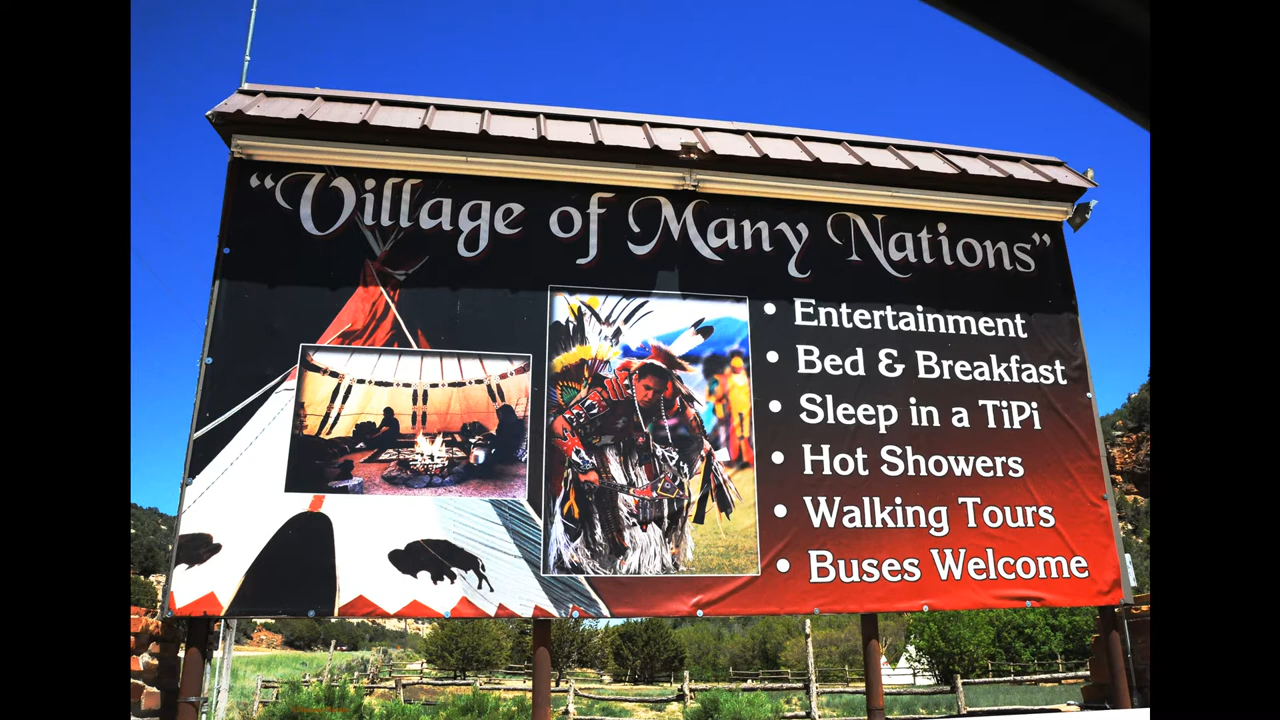 “Village of Many Nations”
• Entertainment
• Bed & Breakfast
• Sleep in a TiPi
• Hot Showers
• Walking Tours
• Buses Welcome